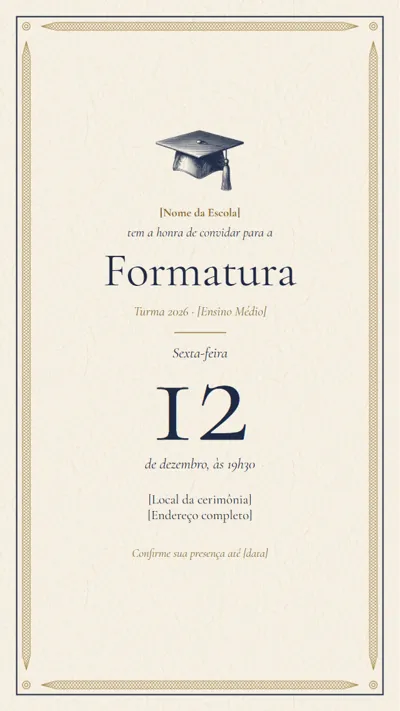 [Nome da Escola]
tem a honra de convidar para a
Formatura
Turma 2026 · [Ensino Médio]
Sexta-feira
12
de dezembro, às 19h30
[Local da cerimônia]
[Endereço completo]
Confirme sua presença até [data]